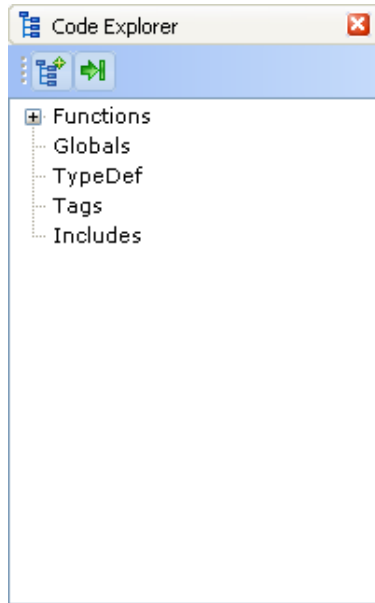 Code Explorer
Functions
Globals
TypeDef
Tags
Includes